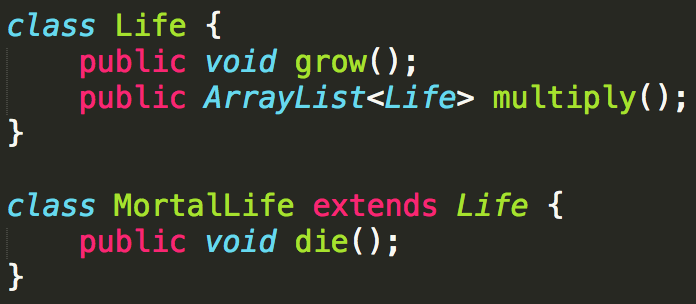 class Life {
    public void grow();
    public ArrayList<Life> multiply();
}

class MortalLife extends Life {
    public void die();
}